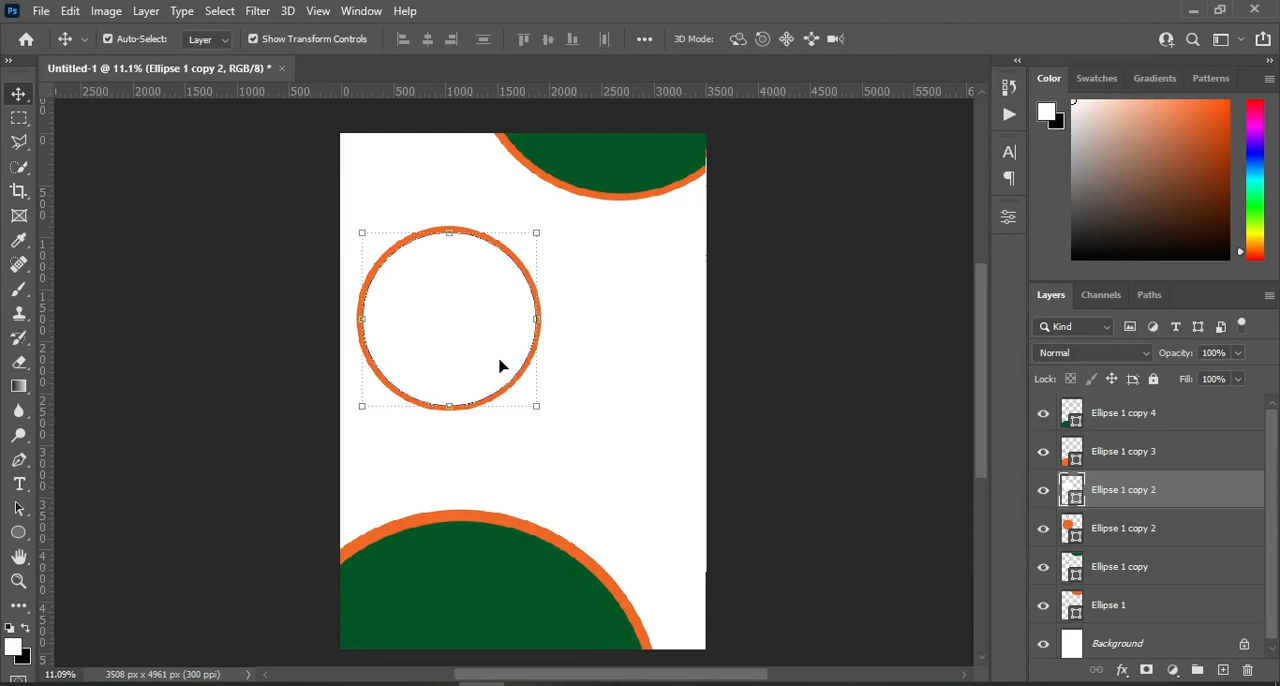 Ps File Edit Image Layer Type Select Filter 3D View Window Help
Auto-Select: Layer Show Transform Controls ••• 3D Mode:
Untitled-1 @ 11.1% (Ellipse 1 copy 2, RGB/8) * ×
2500 2000 1500 1000 500 0 500 1000 1500 2000 2500 3000 3500 4000 4500 5000 5500 6
Color Swatches Gradients Patterns
Layers Channels Paths
Kind
Normal Opacity: 100%
Lock: Fill: 100%
Ellipse 1 copy 4
Ellipse 1 copy 3
Ellipse 1 copy 2
Ellipse 1 copy 2
Ellipse 1 copy
Ellipse 1
Background
11.09% 3508 px x 4961 px (300 ppi)
fx